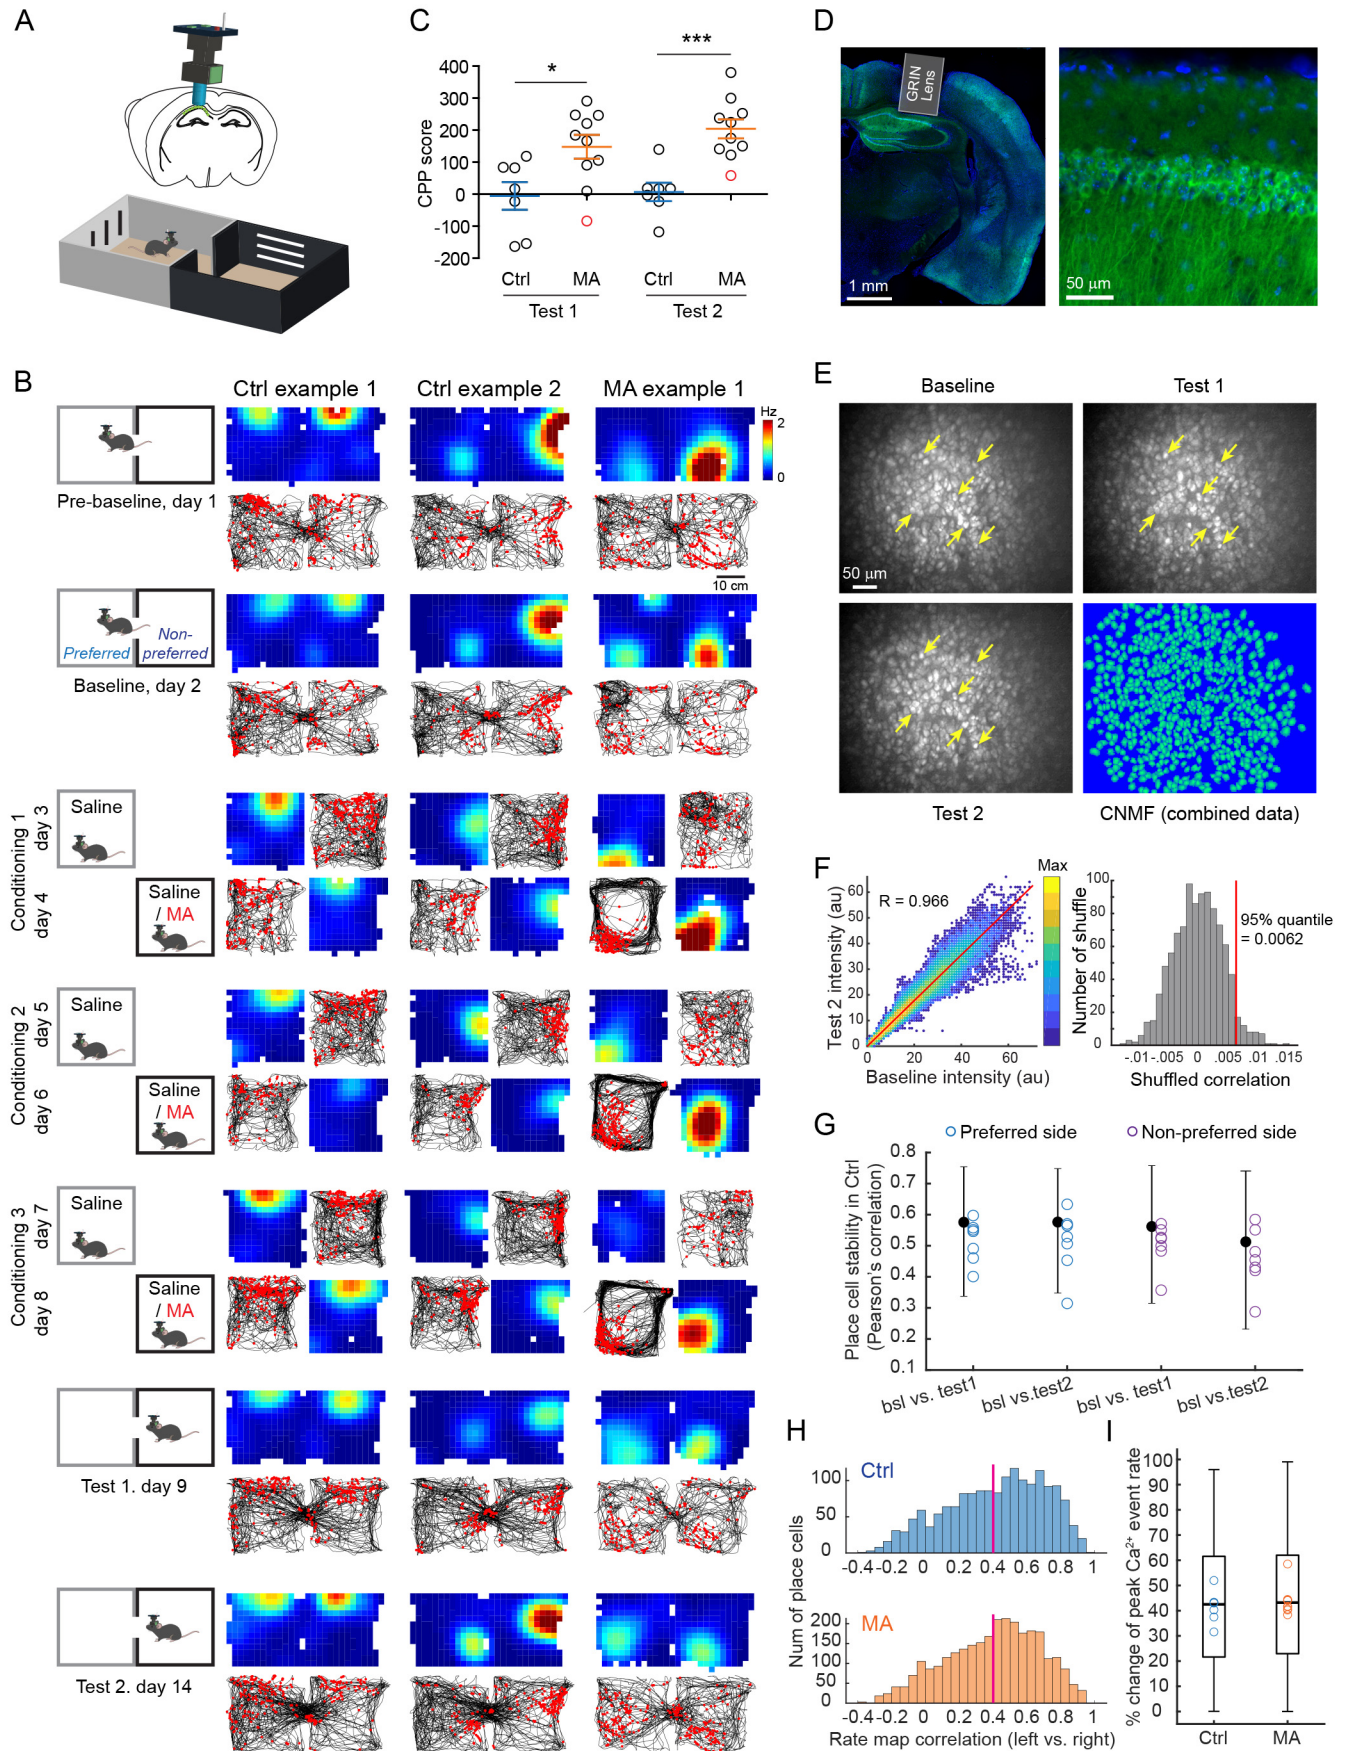 A
C
D
*
***
CPP score
400
300
200
100
0
-100
-200
Ctrl
MA
Ctrl
MA
Test 1
Test 2
GRIN
Lens
1 mm
50 μm
B
Ctrl example 1
Ctrl example 2
MA example 1
Hz
2
0
Pre-baseline, day 1
10 cm
Preferred
Non-
preferred
Baseline, day 2
Conditioning 1
day 3
Saline
day 4
Saline
/ MA
Conditioning 2
day 5
Saline
day 6
Saline
/ MA
Conditioning 3
day 7
Saline
day 8
Saline
/ MA
Test 1. day 9
Test 2. day 14
E
Baseline
Test 1
50 μm
Test 2
CNMF (combined data)
F
Test 2 intensity (au)
60
50
40
30
20
10
0
R = 0.966
0
20
40
60
Baseline intensity (au)
Max
Number of shuffle
100
80
60
40
20
0
95% quantile
= 0.0062
-.01
-.005
0
.005
.01
.015
Shuffled correlation
G
Preferred side
Non-preferred side
Place cell stability in Ctrl
(Pearson's correlation)
0.8
0.7
0.6
0.5
0.4
0.3
0.2
0.1
bsl vs. test1
bsl vs.test2
bsl vs. test1
bsl vs.test2
H
Ctrl
Num of place cells
100
50
0
-0.4
-0.2
0
0.2
0.4
0.6
0.8
1
MA
200
150
100
50
0
-0.4
-0.2
0
0.2
0.4
0.6
0.8
1
Rate map correlation (left vs. right)
I
% change of peak Ca²⁺ event rate
100
90
80
70
60
50
40
30
20
10
0
Ctrl
MA